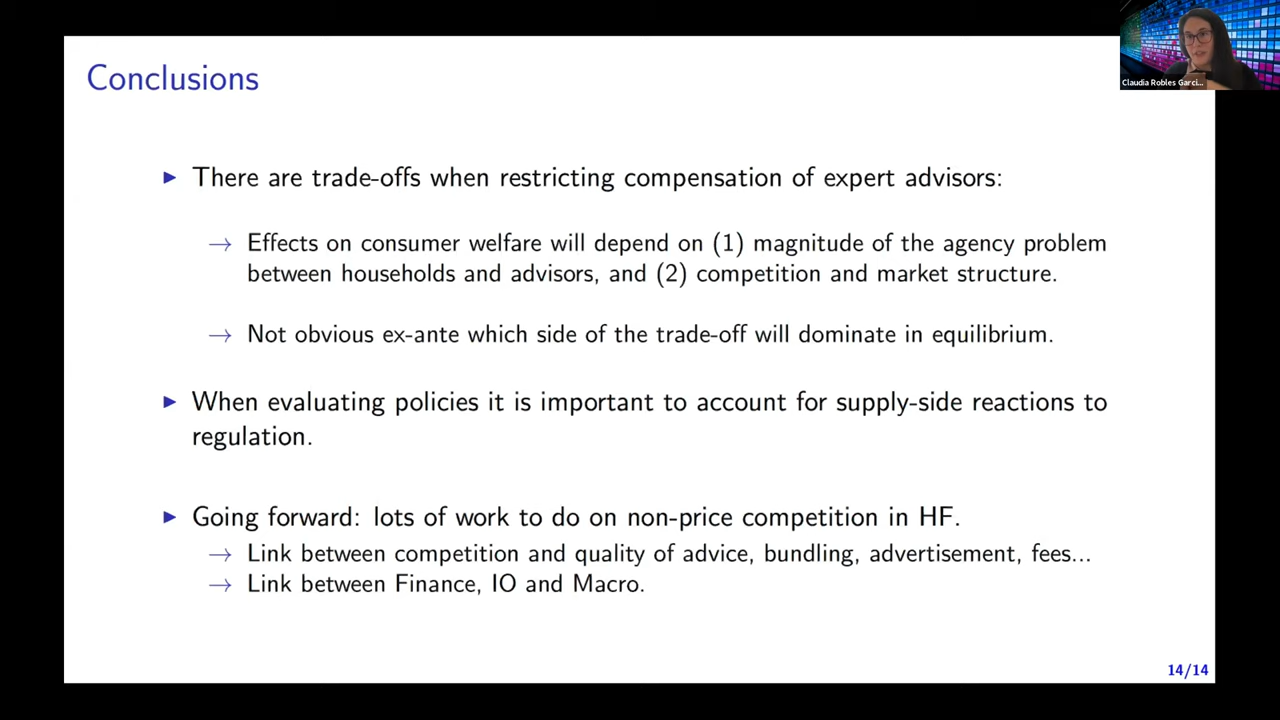 Claudia Robles Garci...
Conclusions
► There are trade-offs when restricting compensation of expert advisors:
→ Effects on consumer welfare will depend on (1) magnitude of the agency problem
between households and advisors, and (2) competition and market structure.
→ Not obvious ex-ante which side of the trade-off will dominate in equilibrium.
► When evaluating policies it is important to account for supply-side reactions to
regulation.
► Going forward: lots of work to do on non-price competition in HF.
→ Link between competition and quality of advice, bundling, advertisement, fees...
→ Link between Finance, IO and Macro.
14/14